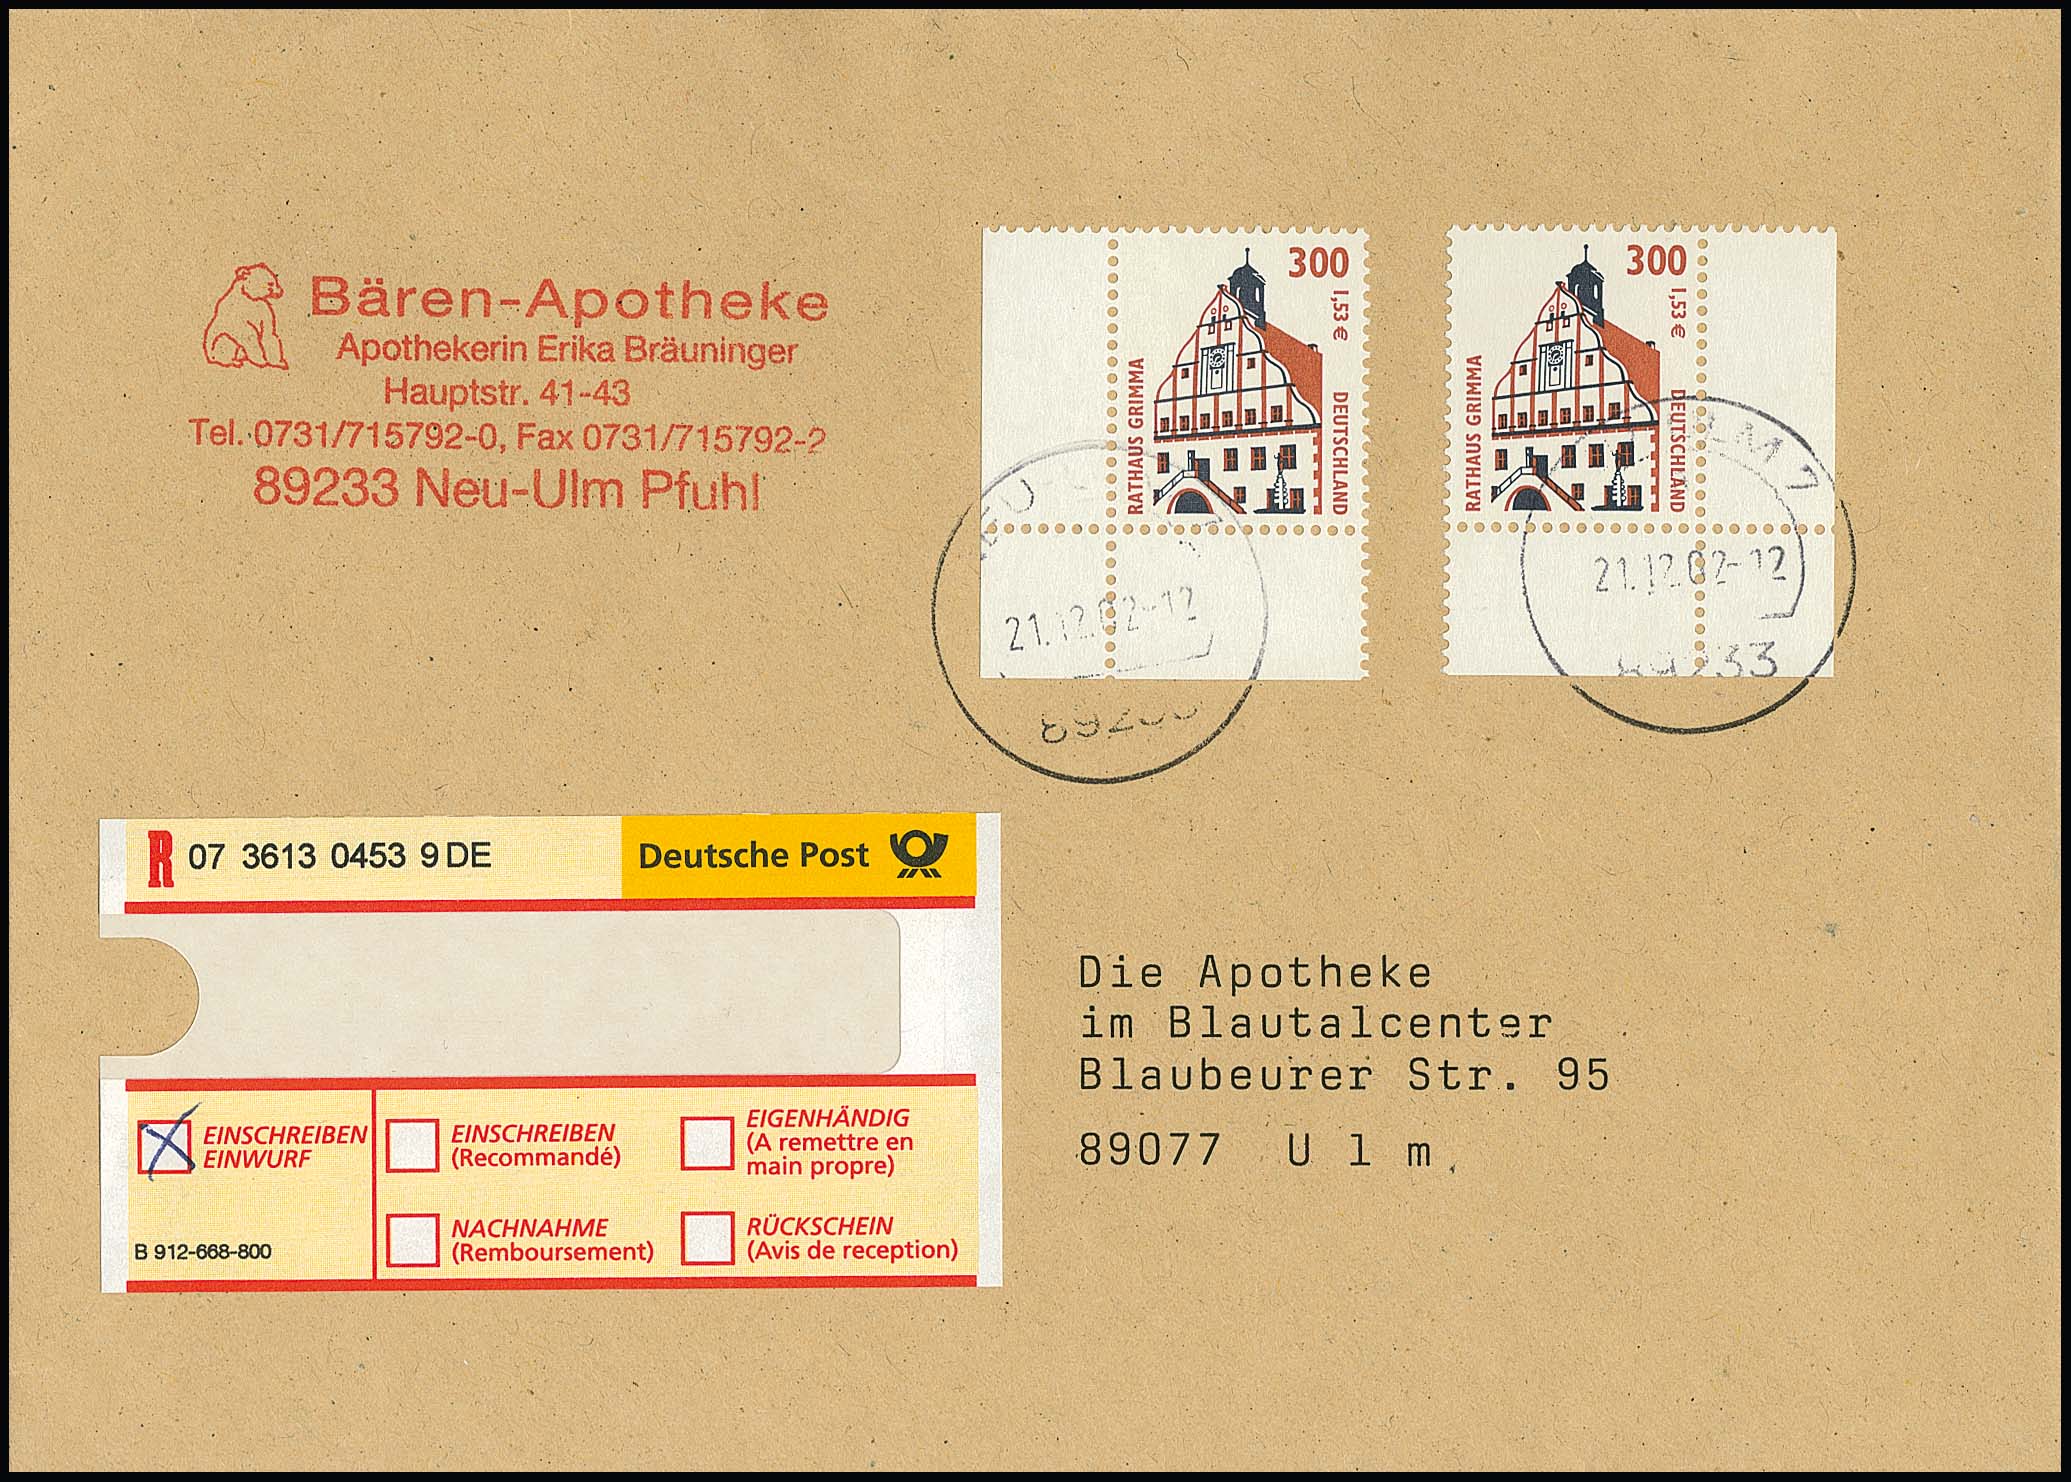 Bären-Apotheke
Apothekerin Erika Bräuninger
Hauptstr. 41-43
Tel. 0731/715792-0, Fax 0731/715792-2
89233 Neu-Ulm Pfuhl
300
1,53 €
RATHAUS GRIMMA
DEUTSCHLAND
300
1,53 €
RATHAUS GRIMMA
DEUTSCHLAND
21.12.02-12
21.12.02-12
89233
R 07 3613 0453 9 DE
Deutsche Post
EINSCHREIBEN
EINWURF
B 912-668-800
EINSCHREIBEN
(Recommandé)
EIGENHÄNDIG
(A remettre en
main propre)
NACHNAHME
(Remboursement)
RÜCKSCHEIN
(Avis de reception)
Die Apotheke
im Blautalcenter
Blaubeurer Str. 95
89077 U l m